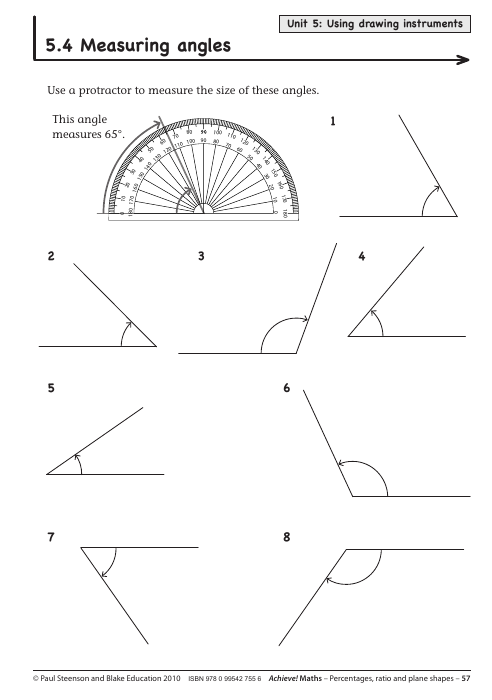 Unit 5: Using drawing instruments
5.4 Measuring angles
Use a protractor to measure the size of these angles.
This angle
measures 65°.
1
2
3
4
5
6
7
8
© Paul Steenson and Blake Education 2010 ISBN 978 0 99542 755 6 Achieve! Maths – Percentages, ratio and plane shapes – 57